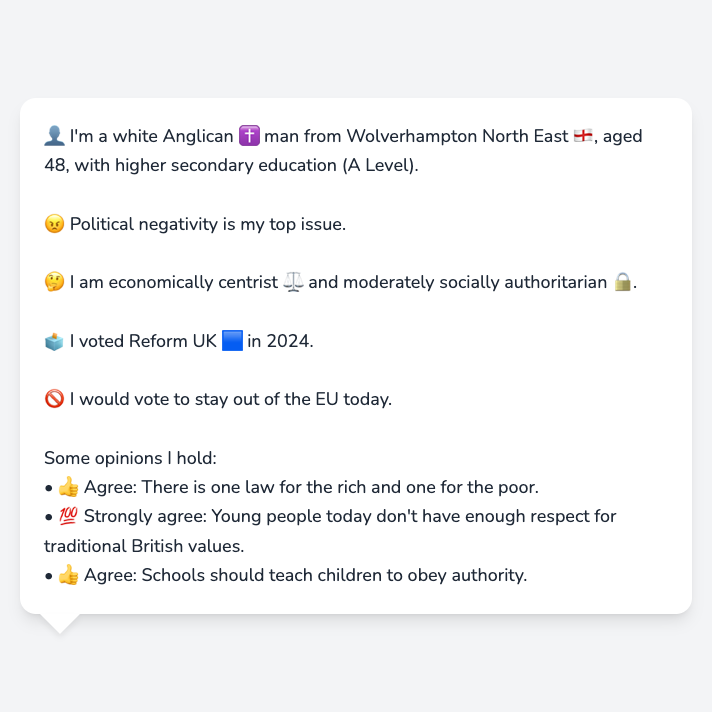 👤 I'm a white Anglican ✝️ man from Wolverhampton North East 🏴󠁧󠁢󠁥󠁮󠁧󠁿, aged
48, with higher secondary education (A Level).
😠 Political negativity is my top issue.
🤔 I am economically centrist ⚖️ and moderately socially authoritarian 🔒.
🗳️ I voted Reform UK 🟦 in 2024.
🚫 I would vote to stay out of the EU today.
Some opinions I hold:
• 👍 Agree: There is one law for the rich and one for the poor.
• 💯 Strongly agree: Young people today don't have enough respect for
traditional British values.
• 👍 Agree: Schools should teach children to obey authority.